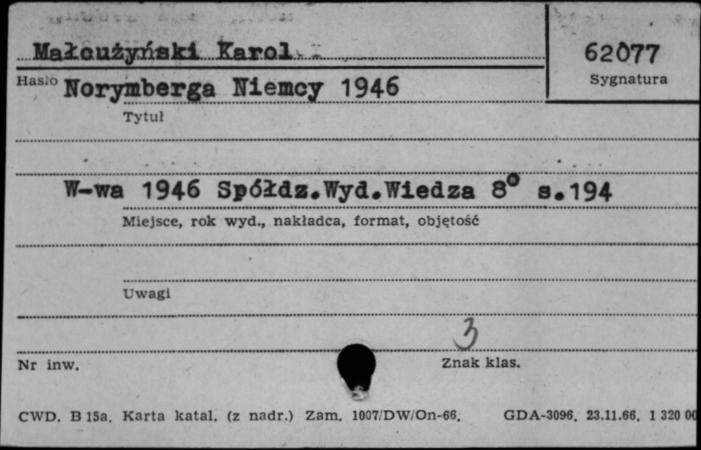 Małcużyński Karol
62077
Hasło
Sygnatura
Norymberga Niemcy 1946
Tytuł
W-wa 1946 Spółdz.Wyd.Wiedza 8° s.194
Miejsce, rok wyd., nakładca, format, objętość
Uwagi
3
Nr inw.
Znak klas.
CWD. B 15a. Karta katal. (z nadr.) Zam. 1007/DW/On-66. GDA-3096. 23.11.66. 1 320 00